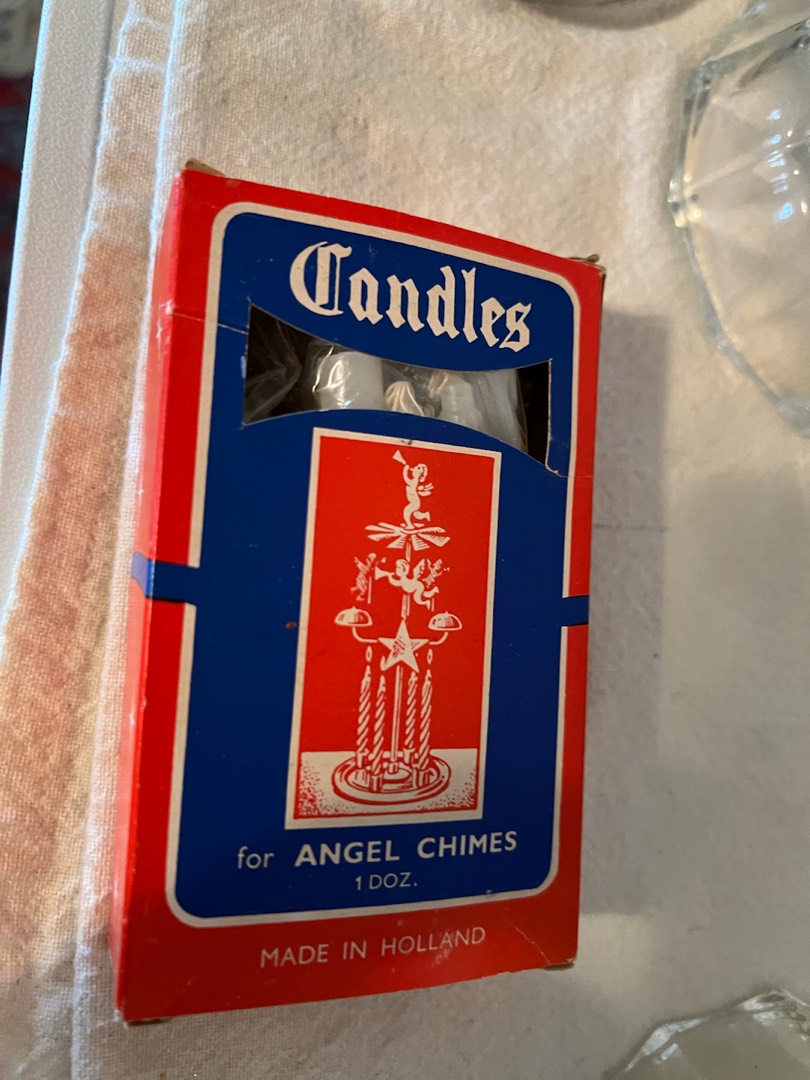 Candles
for ANGEL CHIMES
1 DOZ.
MADE IN HOLLAND